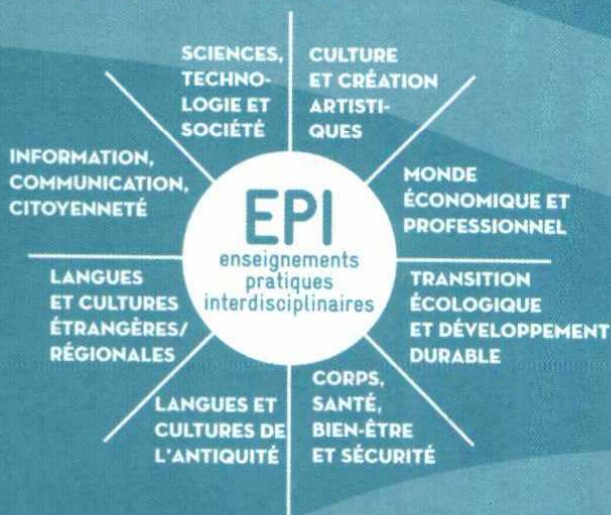 SCIENCES,
TECHNO-
LOGIE ET
SOCIÉTÉ
CULTURE
ET CRÉATION
ARTISTI-
QUES
INFORMATION,
COMMUNICATION,
CITOYENNETÉ
MONDE
ÉCONOMIQUE ET
PROFESSIONNEL
EPI
enseignements
pratiques
interdisciplinaires
LANGUES
ET CULTURES
ÉTRANGÈRES/
RÉGIONALES
TRANSITION
ÉCOLOGIQUE
ET DÉVELOPPEMENT
DURABLE
LANGUES ET
CULTURES DE
L'ANTIQUITÉ
CORPS,
SANTÉ,
BIEN-ÊTRE
ET SÉCURITÉ